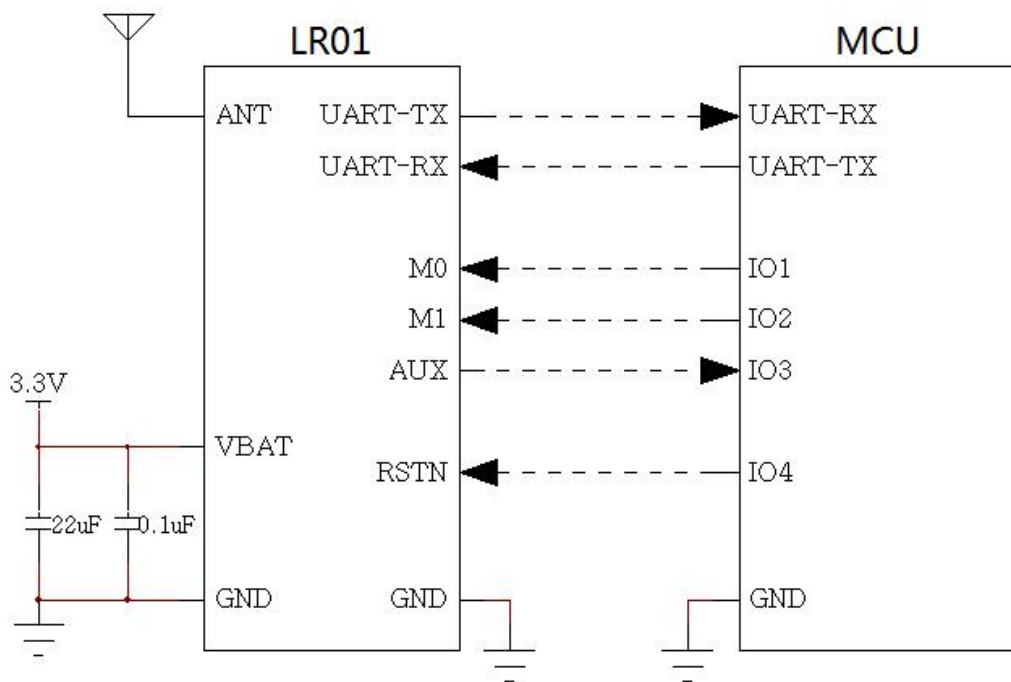 LR01
MCU
ANT
UART-TX
UART-RX
UART-RX
UART-TX
M0
IO1
M1
IO2
AUX
IO3
3.3V
VBAT
RSTN
IO4
22uF
0.1uF
GND
GND
GND